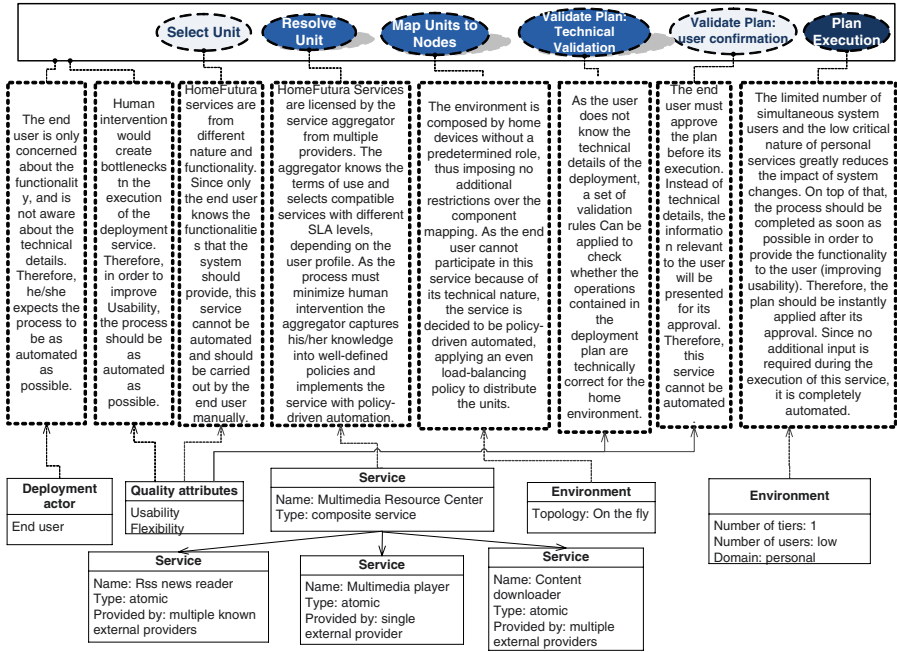 Select Unit
Resolve
Unit
Map Units to
Nodes
Validate Plan:
Technical
Validation
Validate Plan:
user confirmation
Plan
Execution
The end
user is only
concerned
about the
functionalit
y, and is
not aware
about the
technical
details.
Therefore,
he/she
expects the
process to
be as
automated
as
possible.
Human
intervention
would
create
bottlenecks
tn the
execution
of the
deployment
service.
Therefore,
in order to
improve
Usability,
the process
should be
as
automated
as
possible.
HomeFutura
services are
from
different
nature and
functionality.
Since only
the end user
knows the
functionalitie
s that the
system
should
provide, this
service
cannot be
automated
and should
be carried
out by the
end user
manually.
HomeFutura Services
are licensed by the
service aggregator
from multiple
providers. The
aggregator knows the
terms of use and
selects compatible
services with different
SLA levels,
depending on the
user profile. As the
process must
minimize human
intervention the
aggregator captures
his/her knowledge
into well-defined
policies and
implements the
service with policy-
driven automation.
The environment is
composed by home
devices without a
predetermined role,
thus imposing no
additional
restrictions over the
component
mapping. As the
end user cannot
participate in this
service because of
its technical nature,
the service is
decided to be policy-
driven automated,
applying an even
load-balancing
policy to distribute
the units.
As the user
does not
know the
technical
details of the
deployment,
a set of
validation
rules Can be
applied to
check
whether the
operations
contained in
the
deployment
plan are
technically
correct for the
home
environment.
The end
user must
approve
the plan
before its
execution.
Instead of
technical
details, the
informatio
n relevant
to the user
will be
presented
for its
approval.
Therefore,
this
service
cannot be
automated
The limited number of
simultaneous system
users and the low critical
nature of personal
services greatly reduces
the impact of system
changes. On top of that,
the process should be
completed as soon as
possible in order to
provide the functionality
to the user (improving
usability). Therefore, the
plan should be instantly
applied after its
approval. Since no
additional input is
required during the
execution of this service,
it is completely
automated.
Deployment
actor
End user
Quality attributes
Usability
Flexibility
Service
Name: Multimedia Resource Center
Type: composite service
Environment
Topology: On the fly
Environment
Number of tiers: 1
Number of users: low
Domain: personal
Service
Name: Rss news reader
Type: atomic
Provided by: multiple known
external providers
Service
Name: Multimedia player
Type: atomic
Provided by: single
external provider
Service
Name: Content
downloader
Type: atomic
Provided by: multiple
external providers